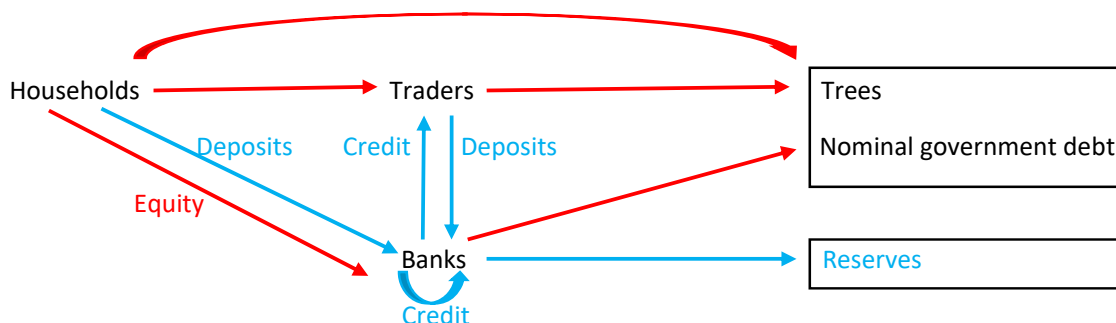 Households
Traders
Trees
Deposits
Credit
Deposits
Nominal government debt
Equity
Banks
Reserves
Credit